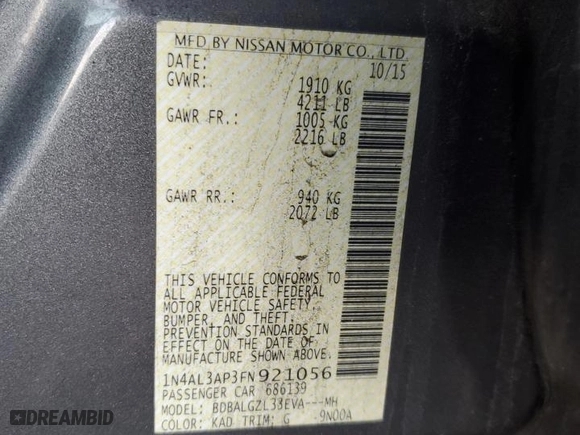 MFD BY NISSAN MOTOR CO., LTD.
DATE: 10/15
GVWR: 1910 KG
4211 LB
GAWR FR.: 1005 KG
2216 LB
GAWR RR.: 940 KG
2072 LB
THIS VEHICLE CONFORMS TO
ALL APPLICABLE FEDERAL
MOTOR VEHICLE SAFETY,
BUMPER, AND THEFT
PREVENTION STANDARDS IN
EFFECT ON THE DATE OF
MANUFACTURE SHOWN ABOVE.
1N4AL3AP3FN921056
PASSENGER CAR 686139
MODEL: BDBALGZL33EVA---MH
COLOR: KAD TRIM: G -9N00A
DREAMBID